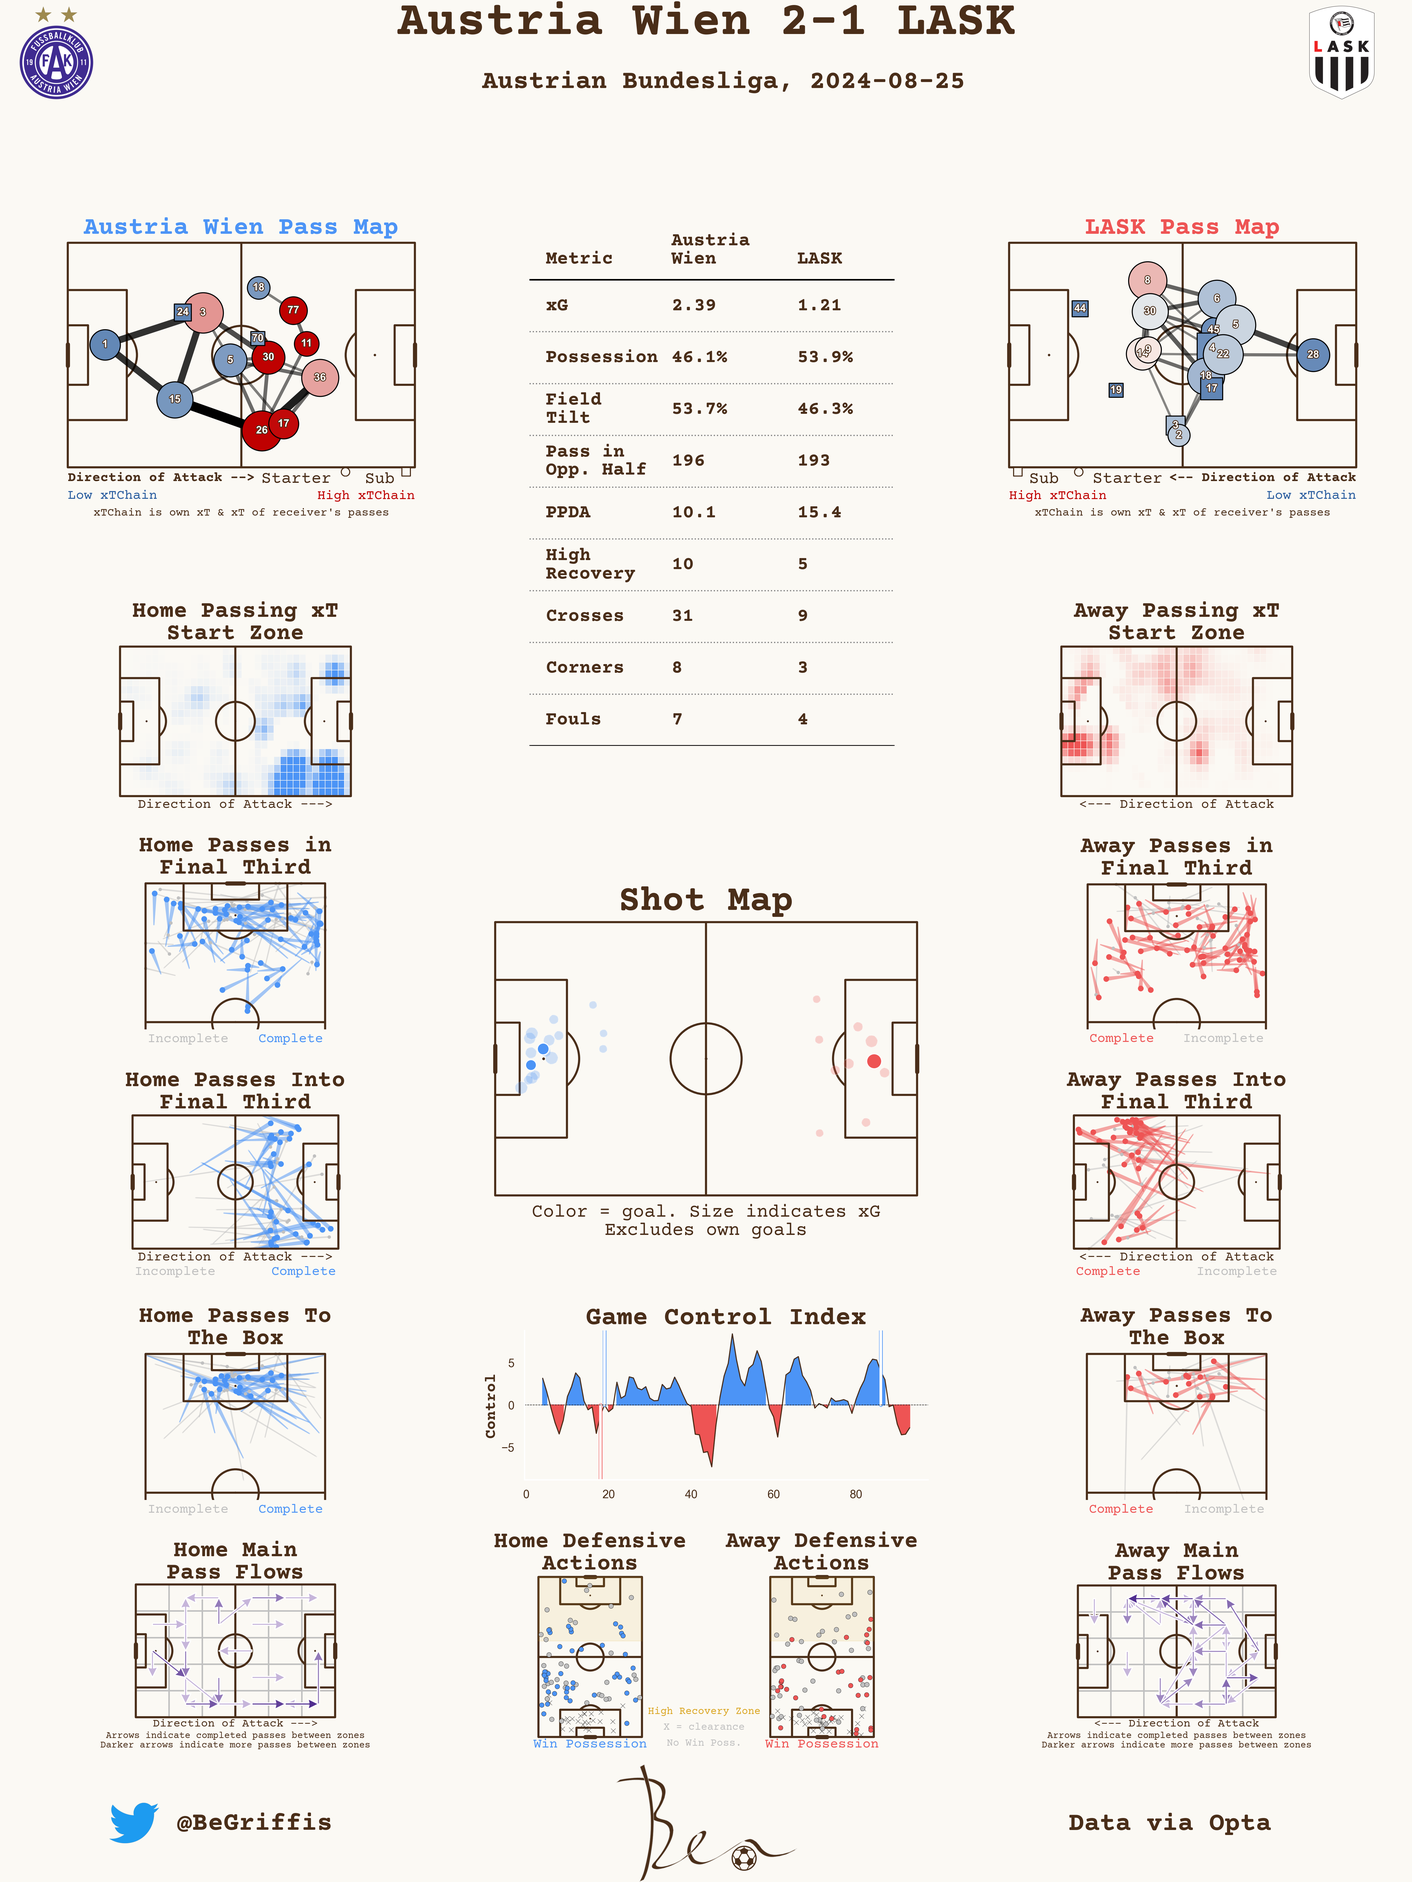 Austria Wien 2-1 LASK
Austrian Bundesliga, 2024-08-25
FUSSBALLKLUB
19 FAK 11
AUSTRIA WIEN
LASK
Austria Wien Pass Map
24
3
18
77
1
70
11
5
30
36
15
26
17
Direction of Attack --> Starter Sub
Low xTChain High xTChain
xTChain is own xT & xT of receiver's passes
Metric Austria Wien LASK
xG 2.39 1.21
Possession 46.1% 53.9%
Field Tilt 53.7% 46.3%
Pass in Opp. Half 196 193
PPDA 10.1 15.4
High Recovery 10 5
Crosses 31 9
Corners 8 3
Fouls 7 4
LASK Pass Map
8
44
30
6
45
5
14
9
4
22
28
18
19
17
3
2
Sub Starter <-- Direction of Attack
High xTChain Low xTChain
xTChain is own xT & xT of receiver's passes
Home Passing xT
Start Zone
Direction of Attack --->
Away Passing xT
Start Zone
<--- Direction of Attack
Home Passes in
Final Third
Incomplete Complete
Away Passes in
Final Third
Complete Incomplete
Shot Map
Color = goal. Size indicates xG
Excludes own goals
Home Passes Into
Final Third
Direction of Attack --->
Incomplete Complete
Away Passes Into
Final Third
<--- Direction of Attack
Complete Incomplete
Home Passes To
The Box
Incomplete Complete
Game Control Index
Control
5
0
−5
0 20 40 60 80
Away Passes To
The Box
Complete Incomplete
Home Main
Pass Flows
Direction of Attack --->
Arrows indicate completed passes between zones
Darker arrows indicate more passes between zones
Home Defensive
Actions
Win Possession
High Recovery Zone
X = clearance
No Win Poss.
Away Defensive
Actions
Win Possession
Away Main
Pass Flows
<--- Direction of Attack
Arrows indicate completed passes between zones
Darker arrows indicate more passes between zones
@BeGriffis
Ben
Data via Opta